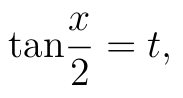 tan x/2 = t,